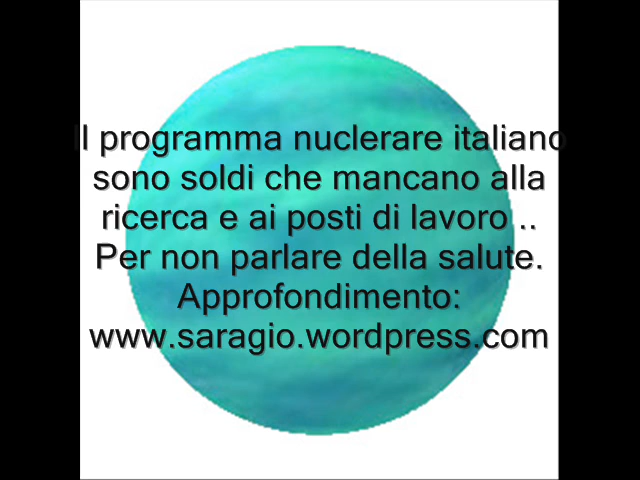 Il programma nuclerare italiano
sono soldi che mancano alla
ricerca e ai posti di lavoro ..
Per non parlare della salute.
Approfondimento:
www.saragio.wordpress.com